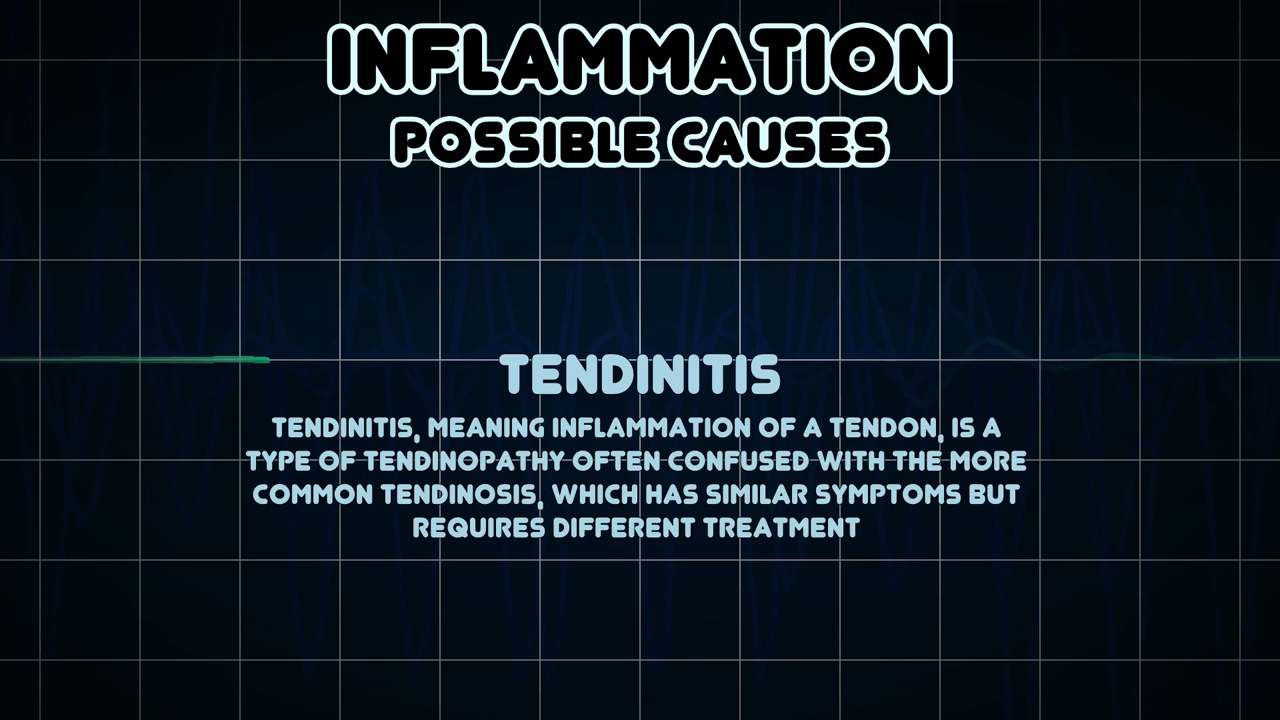 INFLAMMATION
POSSIBLE CAUSES
TENDINITIS
TENDINITIS, MEANING INFLAMMATION OF A TENDON, IS A
TYPE OF TENDINOPATHY OFTEN CONFUSED WITH THE MORE
COMMON TENDINOSIS, WHICH HAS SIMILAR SYMPTOMS BUT
REQUIRES DIFFERENT TREATMENT